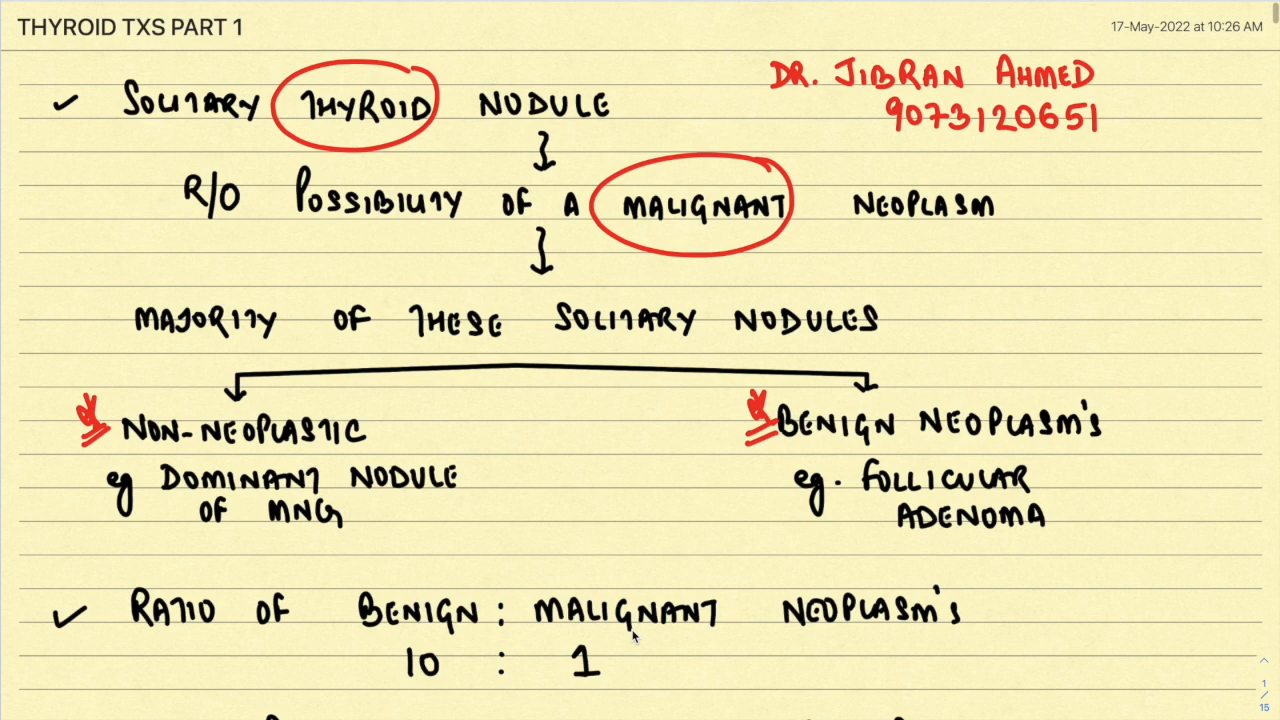 THYROID TXS PART 1
17-May-2022 at 10:26 AM
DR. JIBRAN AHMED
9073120651
SOLITARY THYROID NODULE
R/O POSSIBILITY OF A MALIGNANT NEOPLASM
MAJORITY OF THESE SOLITARY NODULES
NON-NEOPLASTIC
BENIGN NEOPLASM'S
eg DOMINANT NODULE
OF MNG
eg. FOLLICULAR
ADENOMA
RATIO OF BENIGN : MALIGNANT NEOPLASM'S
10 : 1
1
/
15